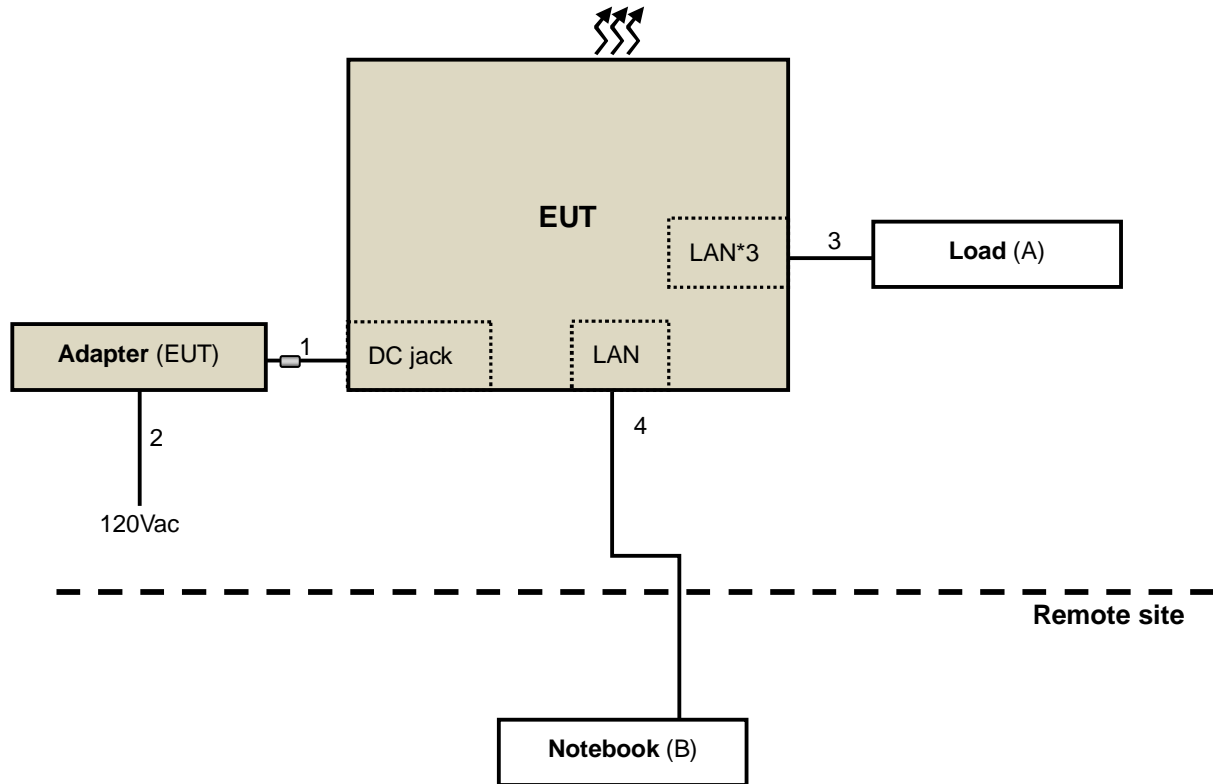 EUT
LAN*3
3
Load (A)
Adapter (EUT)
1
DC jack
LAN
2
4
120Vac
Remote site
Notebook (B)